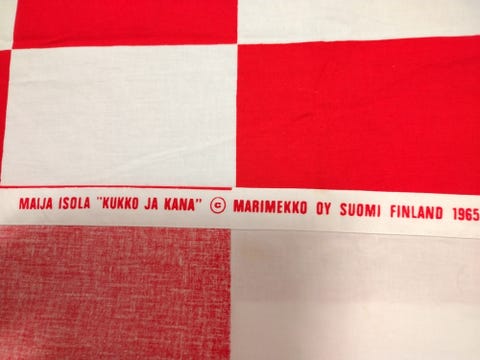 MAIJA ISOLA "KUKKO JA KANA" © MARIMEKKO OY SUOMI FINLAND 1965